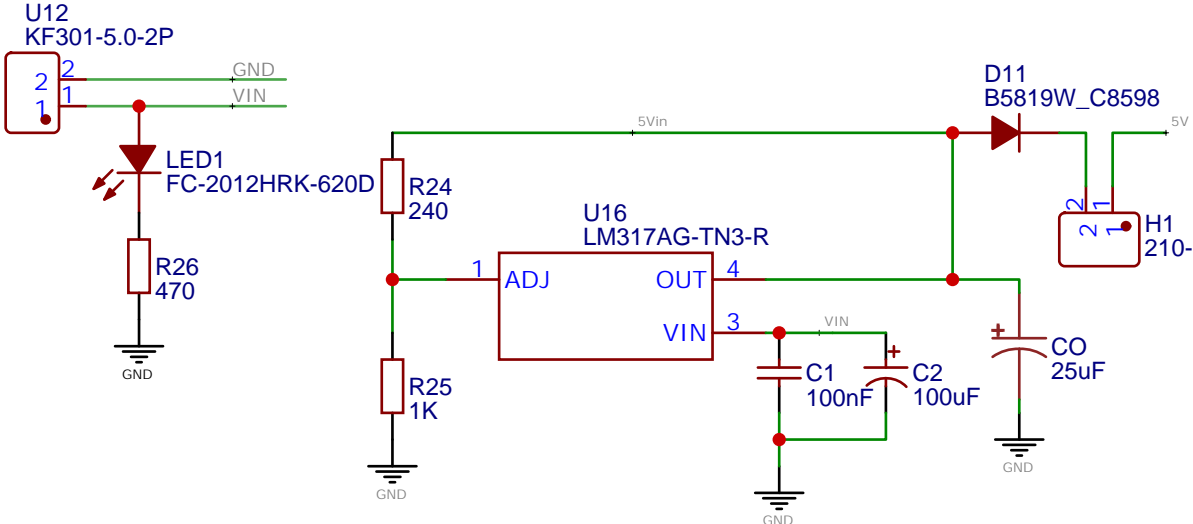 U12
KF301-5.0-2P
2
2
GND
1
1
VIN
LED1
FC-2012HRK-620D
R26
470
GND
5Vin
R24
240
U16
LM317AG-TN3-R
1
ADJ
OUT
4
VIN
3
VIN
R25
1K
GND
C1
100nF
C2
100uF
GND
D11
B5819W_C8598
5V
2
1
2
1
H1
210-
CO
25uF
GND